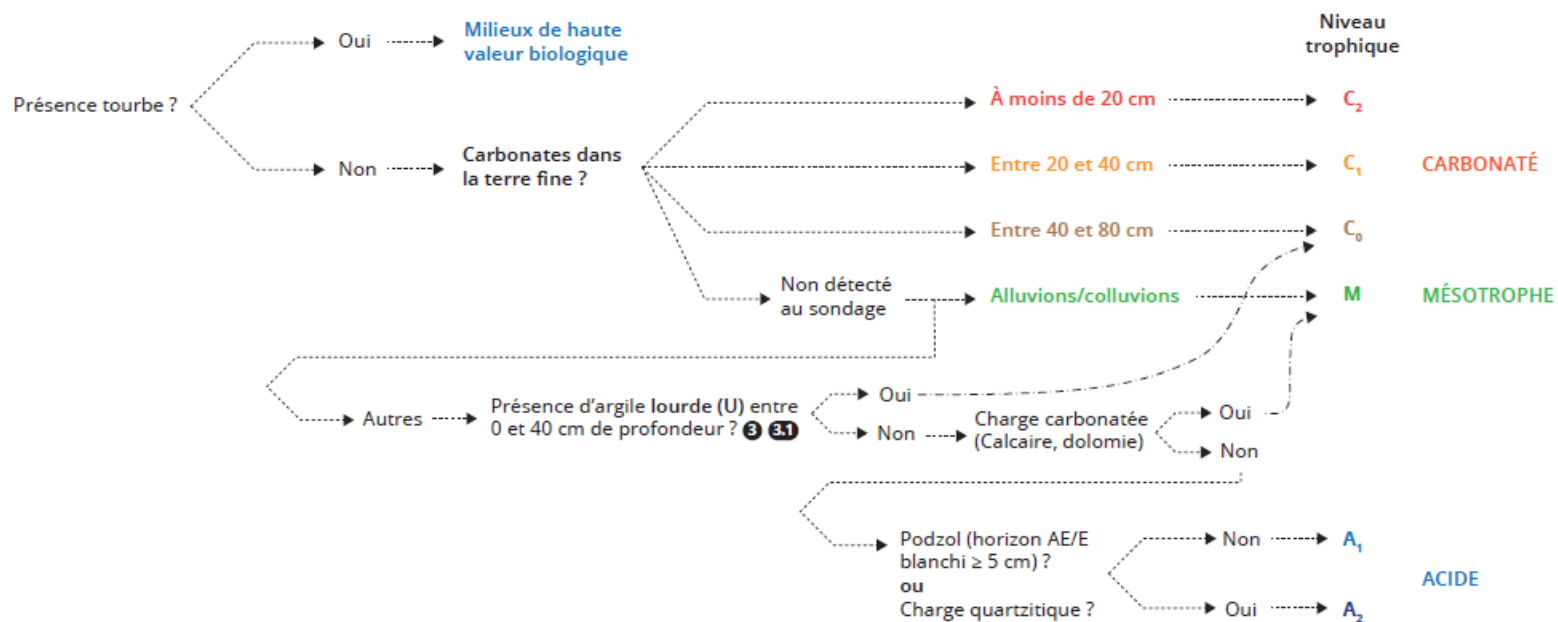 Niveau
trophique
Oui
Milieux de haute
valeur biologique
Présence tourbe ?
À moins de 20 cm
C₂
Non
Carbonates dans
la terre fine ?
Entre 20 et 40 cm
C₁
CARBONATÉ
Entre 40 et 80 cm
C₀
Non détecté
au sondage
Alluvions/colluvions
M
MÉSOTROPHE
Autres
Présence d'argile lourde (U) entre
0 et 40 cm de profondeur ? 3 3.1
Oui
Non
Charge carbonatée
(Calcaire, dolomie)
Oui
Non
Podzol (horizon AE/E
blanchi ≥ 5 cm) ?
ou
Charge quartzitique ?
Non
A₁
ACIDE
Oui
A₂